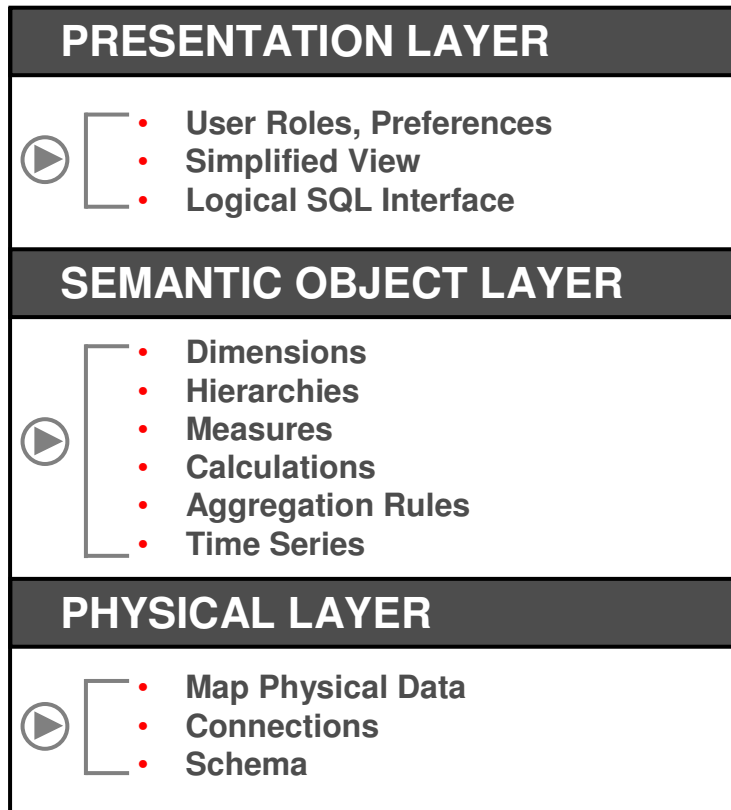 PRESENTATION LAYER
• User Roles, Preferences
• Simplified View
• Logical SQL Interface
SEMANTIC OBJECT LAYER
• Dimensions
• Hierarchies
• Measures
• Calculations
• Aggregation Rules
• Time Series
PHYSICAL LAYER
• Map Physical Data
• Connections
• Schema